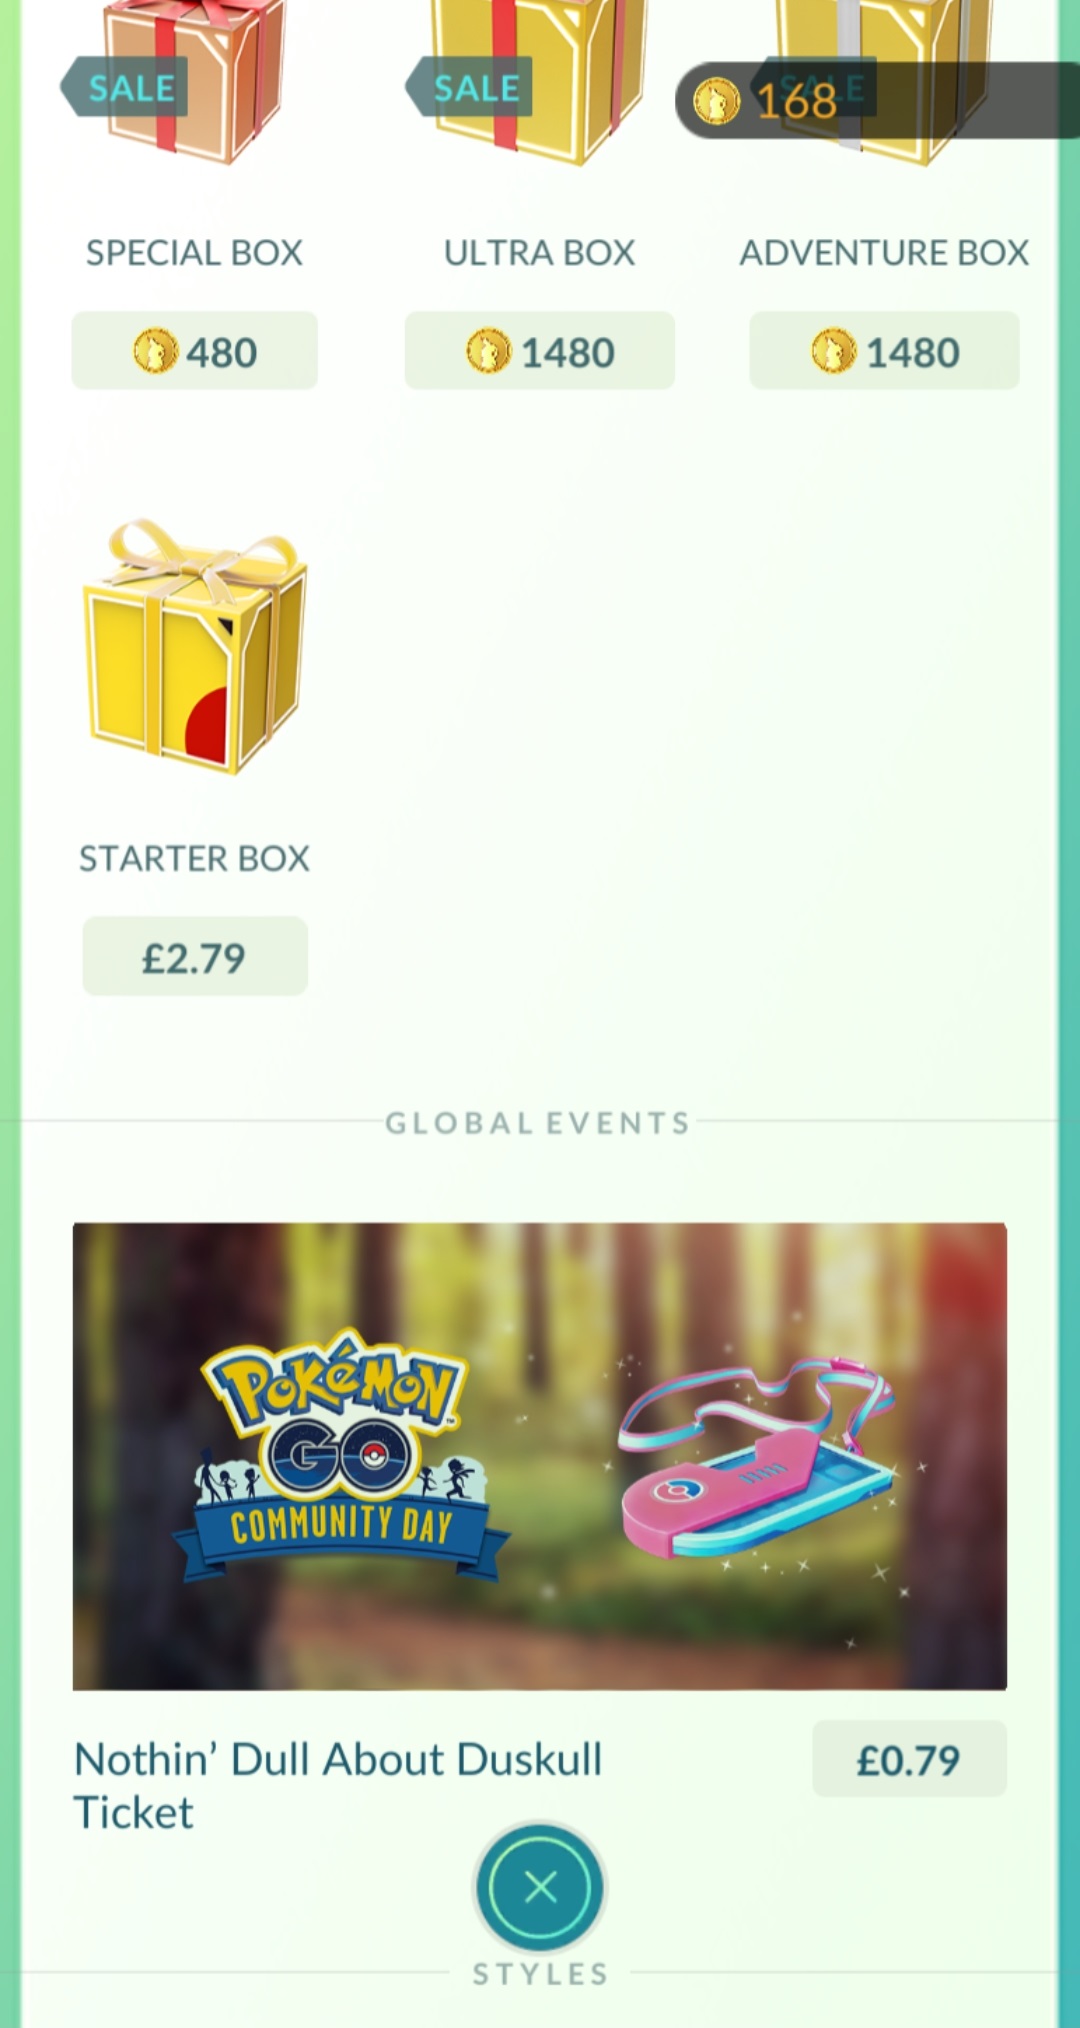 SALE
SALE
SALE
168
SPECIAL BOX
ULTRA BOX
ADVENTURE BOX
480
1480
1480
STARTER BOX
£2.79
GLOBAL EVENTS
POKéMON
GO
COMMUNITY DAY
Nothin’ Dull About Duskull
Ticket
£0.79
STYLES